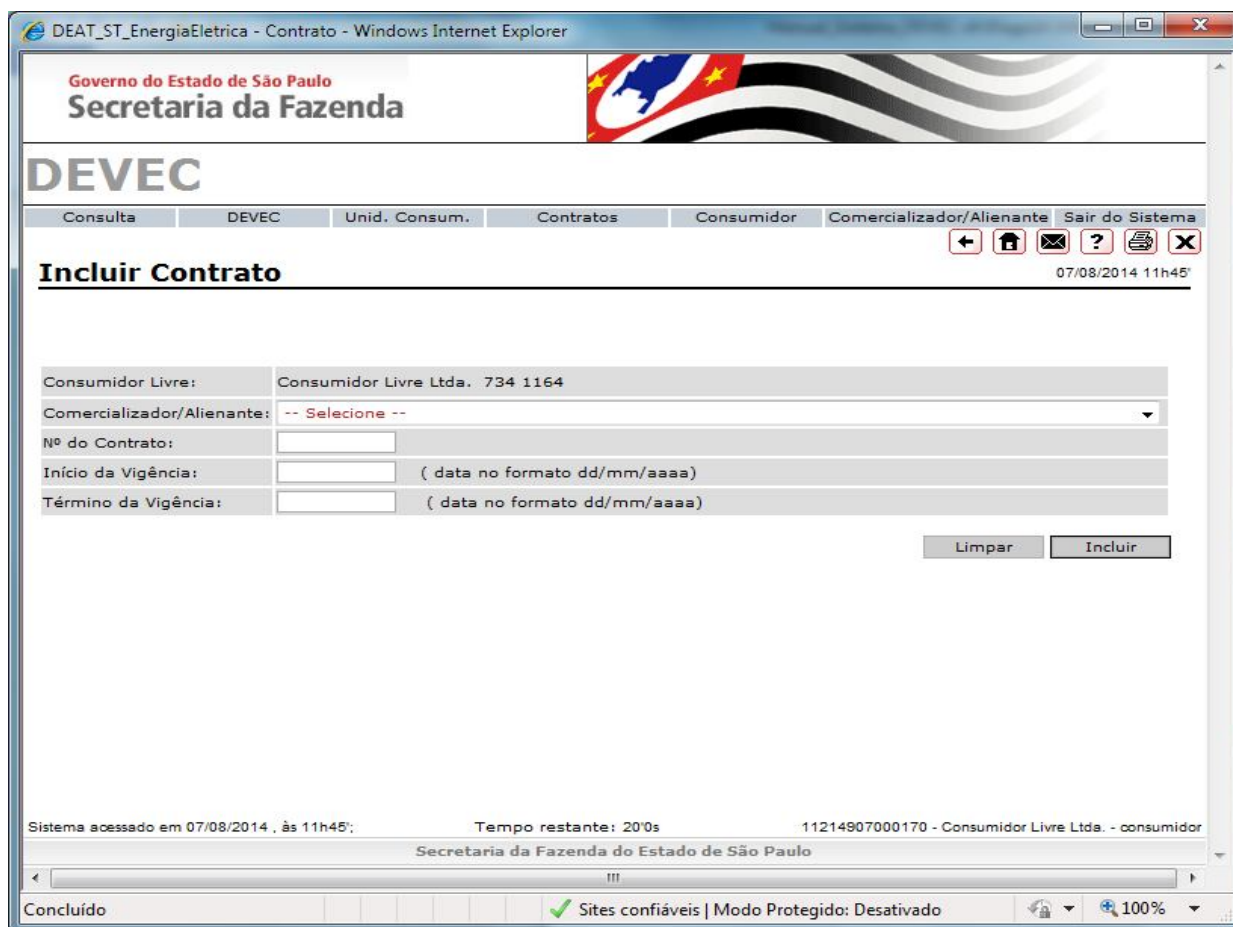 DEAT_ST_EnergiaEletrica - Contrato - Windows Internet Explorer
Governo do Estado de São Paulo
Secretaria da Fazenda
DEVEC
Consulta DEVEC Unid. Consum. Contratos Consumidor Comercializador/Alienante Sair do Sistema
Incluir Contrato
07/08/2014 11h45'
Consumidor Livre: Consumidor Livre Ltda. 734 1164
Comercializador/Alienante: -- Selecione --
Nº do Contrato:
Início da Vigência: ( data no formato dd/mm/aaaa)
Término da Vigência: ( data no formato dd/mm/aaaa)
Limpar Incluir
Sistema acessado em 07/08/2014 , às 11h45'; Tempo restante: 20'0s 11214907000170 - Consumidor Livre Ltda. - consumidor
Secretaria da Fazenda do Estado de São Paulo
Concluído Sites confiáveis | Modo Protegido: Desativado 100%